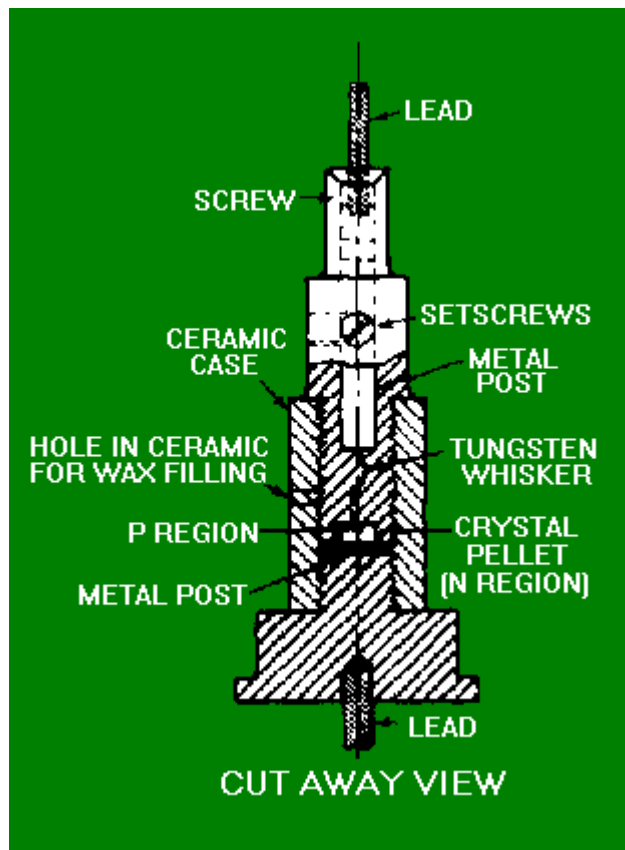 LEAD
SCREW
SETSCREWS
CERAMIC
CASE
METAL
POST
HOLE IN CERAMIC
FOR WAX FILLING
TUNGSTEN
WHISKER
P REGION
CRYSTAL
PELLET
(N REGION)
METAL POST
LEAD
CUT AWAY VIEW